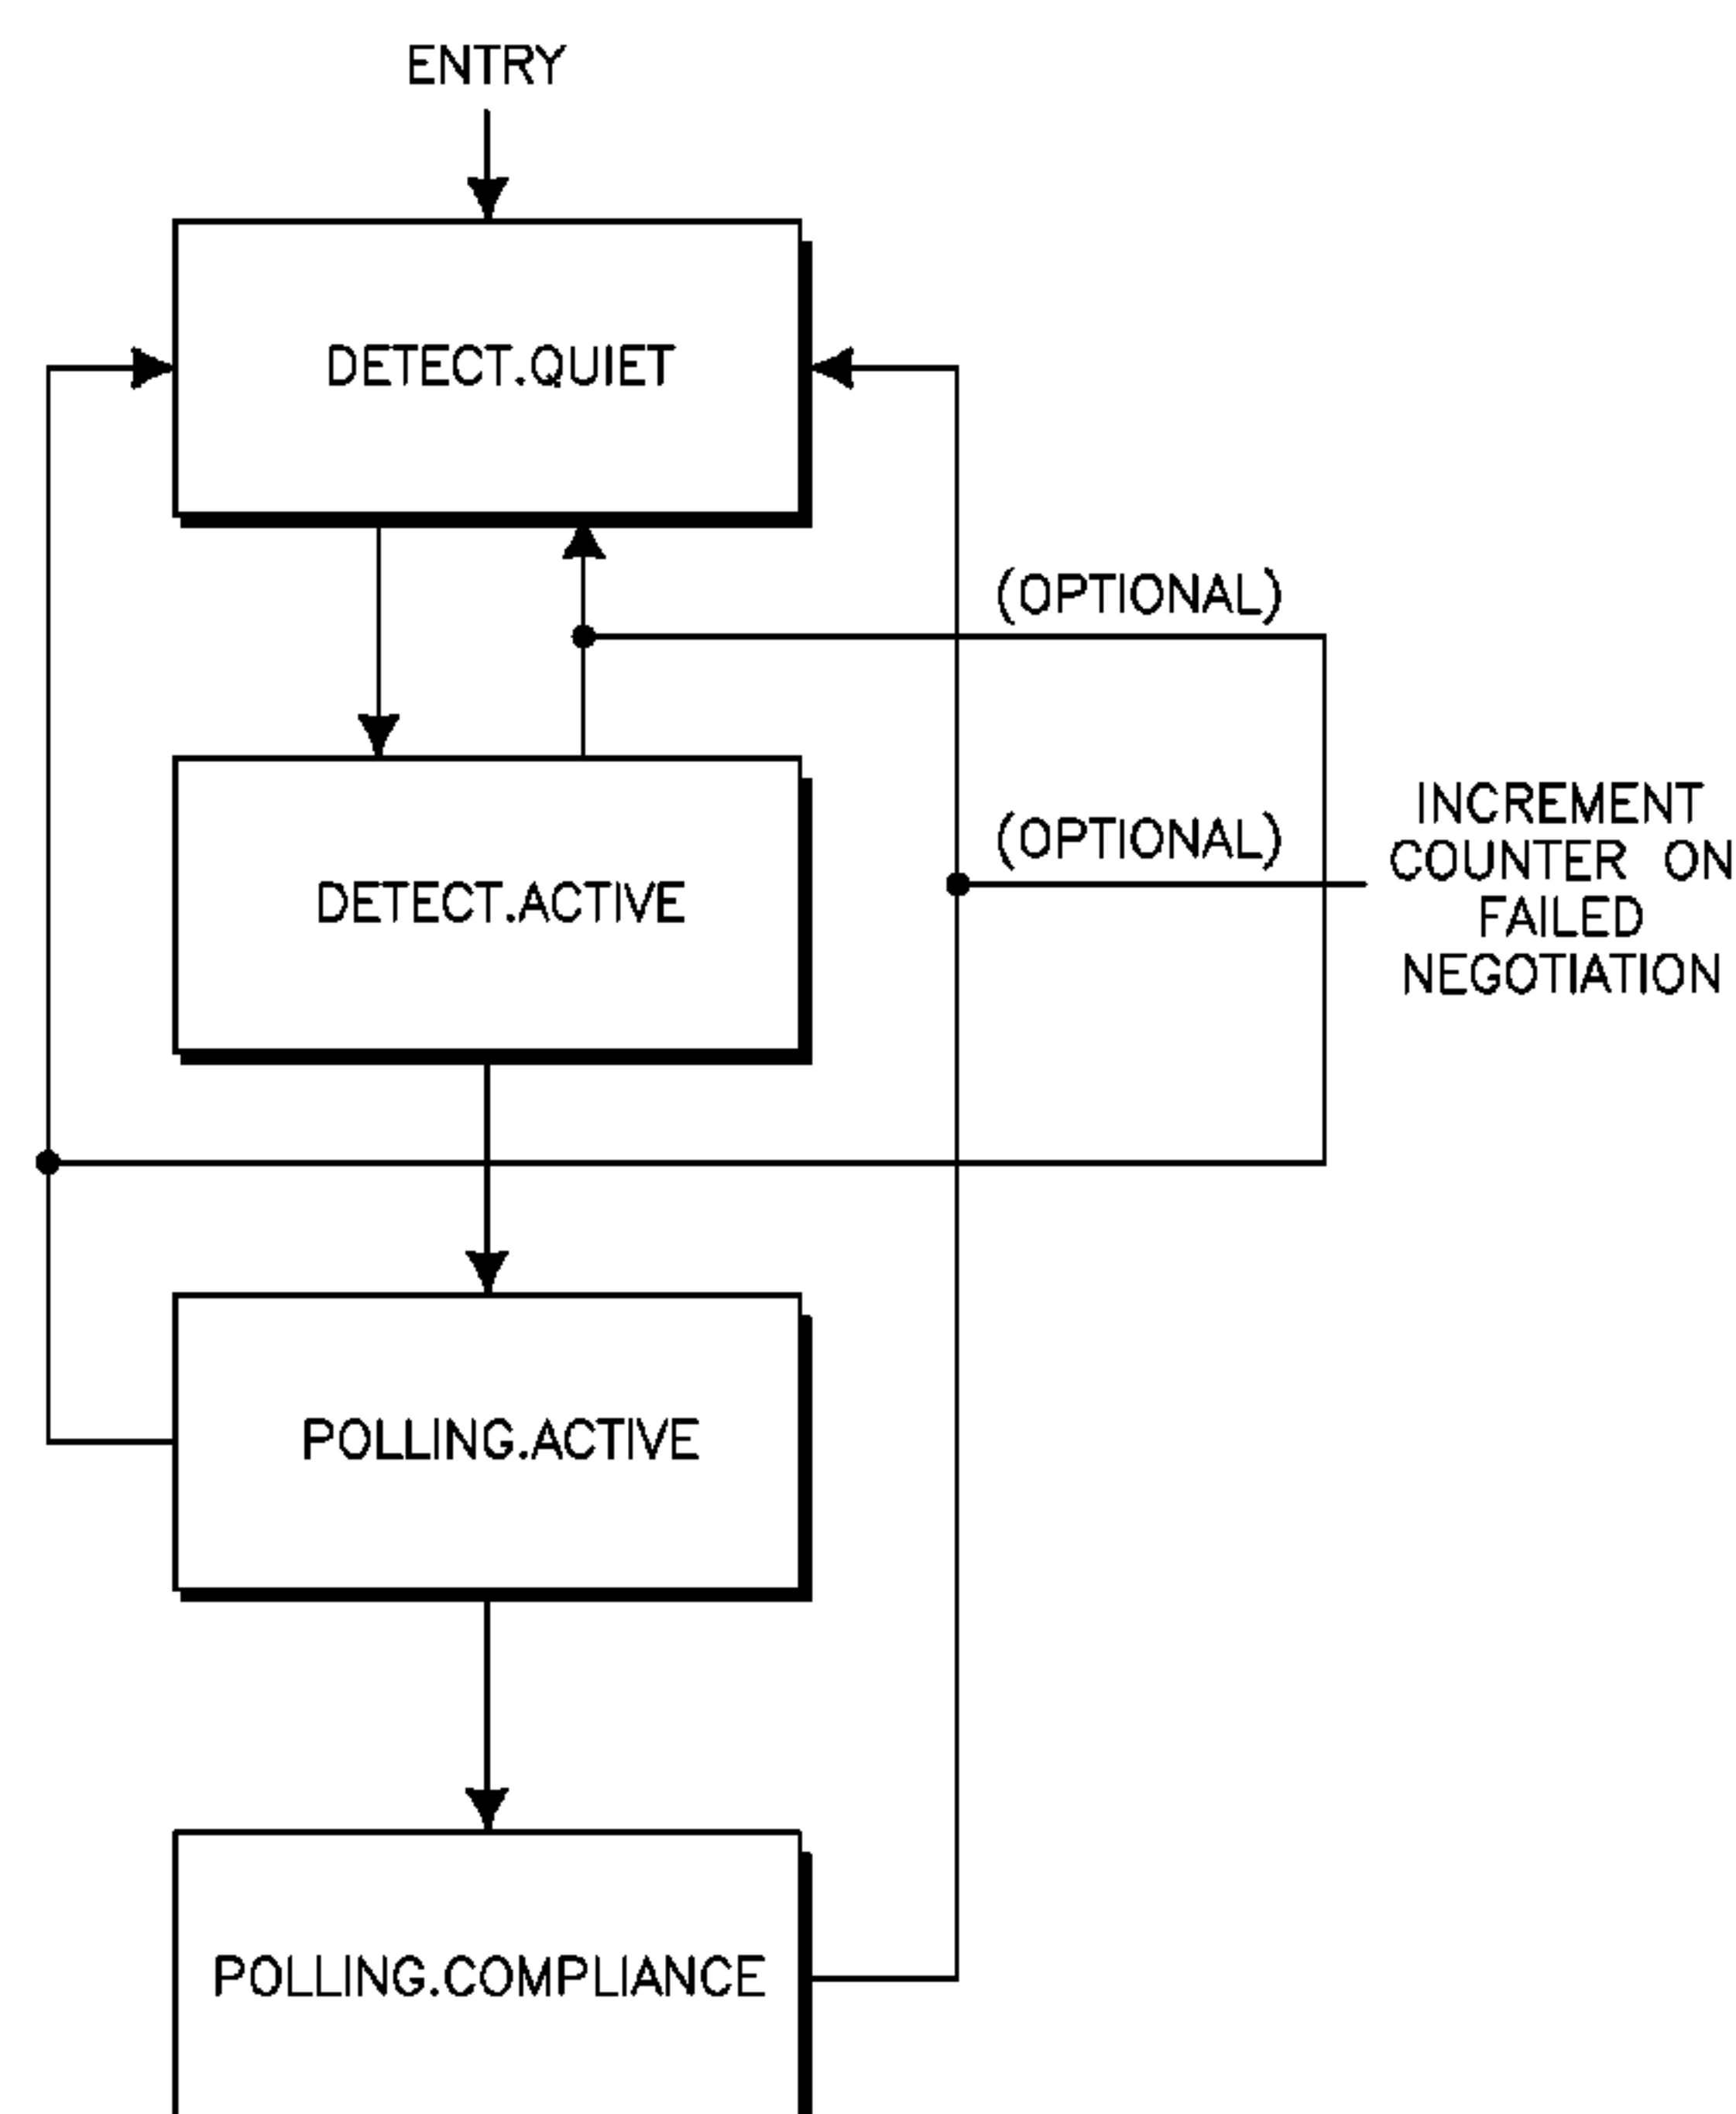 ENTRY
DETECT.QUIET
(OPTIONAL)
(OPTIONAL)
INCREMENT
COUNTER ON
FAILED
NEGOTIATION
DETECT.ACTIVE
POLLING.ACTIVE
POLLING.COMPLIANCE